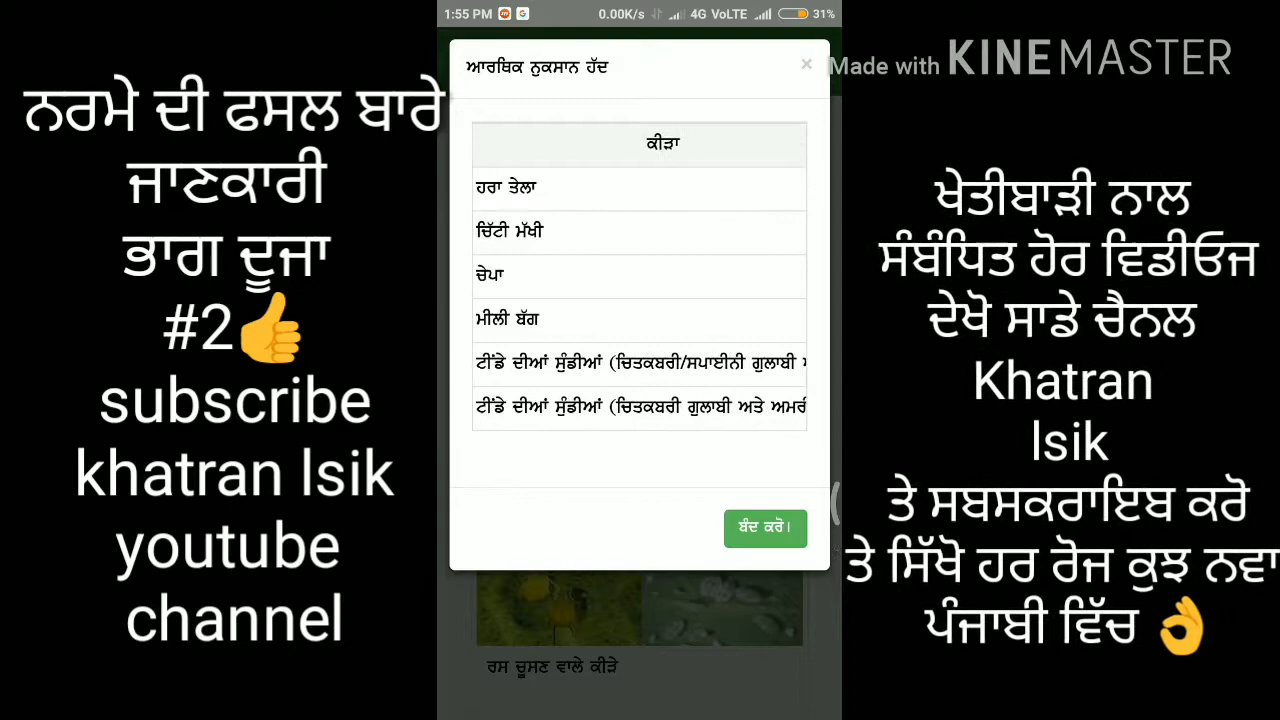 ਨਰਮੇ ਦੀ ਫਸਲ ਬਾਰੇ
ਜਾਣਕਾਰੀ
ਭਾਗ ਦੂਜਾ
#2👍
subscribe
khatran lsik
youtube
channel
1:55 PM
0.00K/s
4G VoLTE
31%
ਆਰਥਿਕ ਨੁਕਸਾਨ ਹੱਦ
×
ਕੀੜਾ
ਹਰਾ ਤੇਲਾ
ਚਿੱਟੀ ਮੱਖੀ
ਚੇਪਾ
ਮੀਲੀ ਬੱਗ
ਟੀਂਡੇ ਦੀਆਂ ਸੁੰਡੀਆਂ (ਚਿਤਕਬਰੀ/ਸਪਾਈਨੀ ਗੁਲਾਬੀ
ਟੀਂਡੇ ਦੀਆਂ ਸੁੰਡੀਆਂ (ਚਿਤਕਬਰੀ ਗੁਲਾਬੀ ਅਤੇ
ਬੰਦ ਕਰੋ।
ਰਸ ਚੂਸਣ ਵਾਲੇ ਕੀੜੇ
Made with KINEMASTER
ਖੇਤੀਬਾੜੀ ਨਾਲ
ਸੰਬੰਧਿਤ ਹੋਰ ਵਿਡੀਓਜ
ਦੇਖੋ ਸਾਡੇ ਚੈਨਲ
Khatran
lsik
ਤੇ ਸਬਸਕਰਾਇਬ ਕਰੋ
ਤੇ ਸਿੱਖੋ ਹਰ ਰੋਜ ਕੁਝ ਨਵਾ
ਪੰਜਾਬੀ ਵਿੱਚ 👌